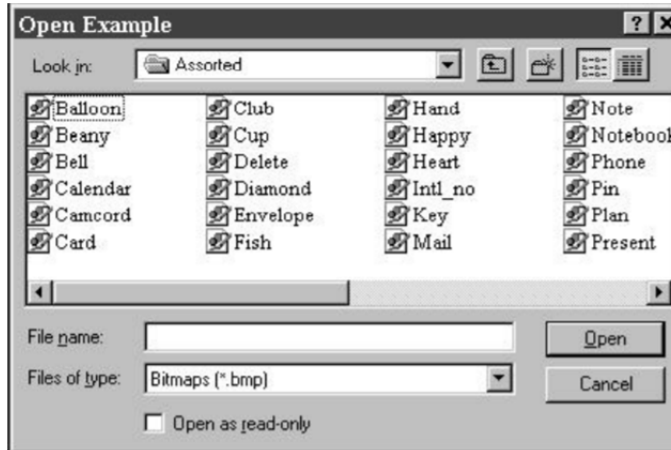 Open Example
Look in: Assorted
Balloon Club Hand Note
Beany Cup Happy Notebook
Bell Delete Heart Phone
Calendar Diamond Intl_no Pin
Camcord Envelope Key Plan
Card Fish Mail Present
File name: Open
Files of type: Bitmaps (*.bmp) Cancel
Open as read-only